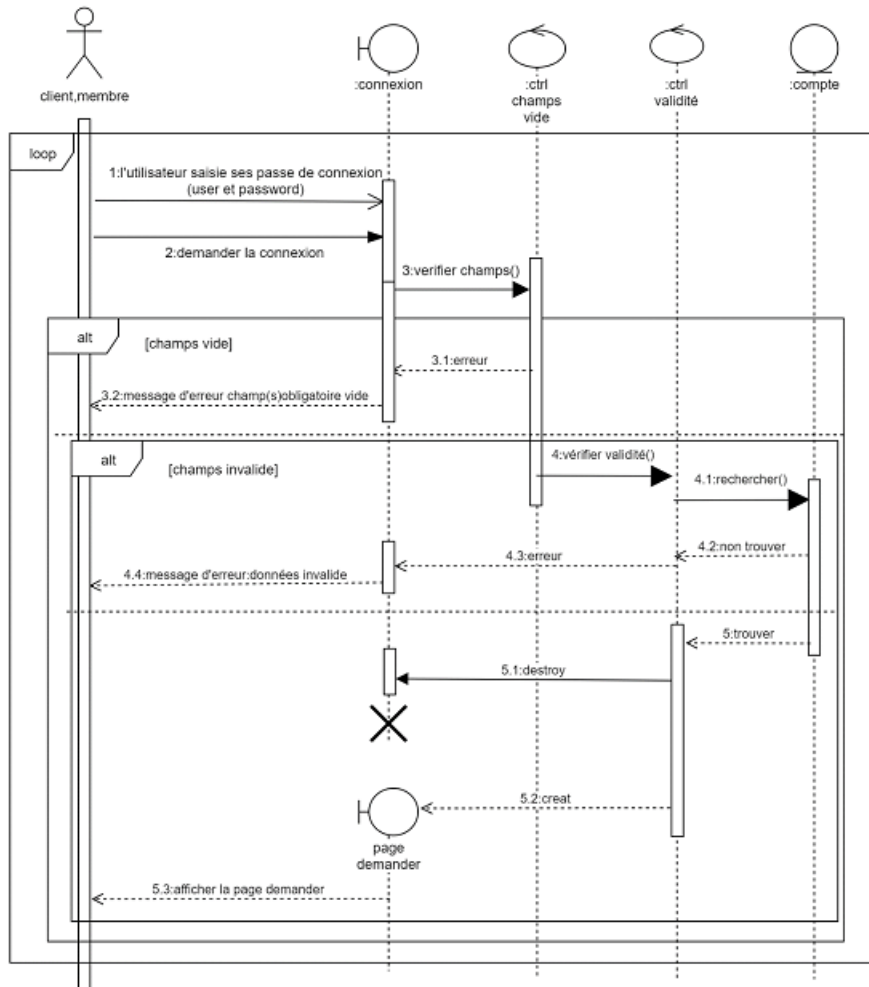 client,membre
:connexion
:ctrl
champs
vide
:ctrl
validité
:compte
loop
1:l'utilisateur saisie ses passe de connexion
(user et password)
2:demander la connexion
3:verifier champs()
alt
[champs vide]
3.1:erreur
3.2:message d'erreur champ(s)obligatoire vide
alt
[champs invalide]
4:vérifier validité()
4.1:rechercher()
4.2:non trouver
4.3:erreur
4.4:message d'erreur:données invalide
5:trouver
5.1:destroy
5.2:creat
page
demander
5.3:afficher la page demander